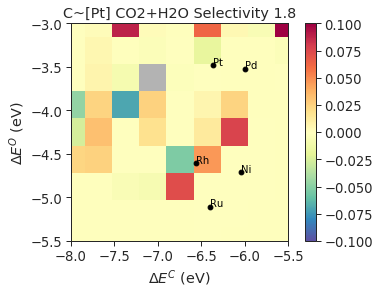 C~[Pt] CO2+H2O Selectivity 1.8
−3.0
−3.5
−4.0
−4.5
−5.0
−5.5
ΔE^O (eV)
Pt
Pd
Rh
Ni
Ru
−8.0 −7.5 −7.0 −6.5 −6.0 −5.5
ΔE^C (eV)
0.100
0.075
0.050
0.025
0.000
−0.025
−0.050
−0.075
−0.100